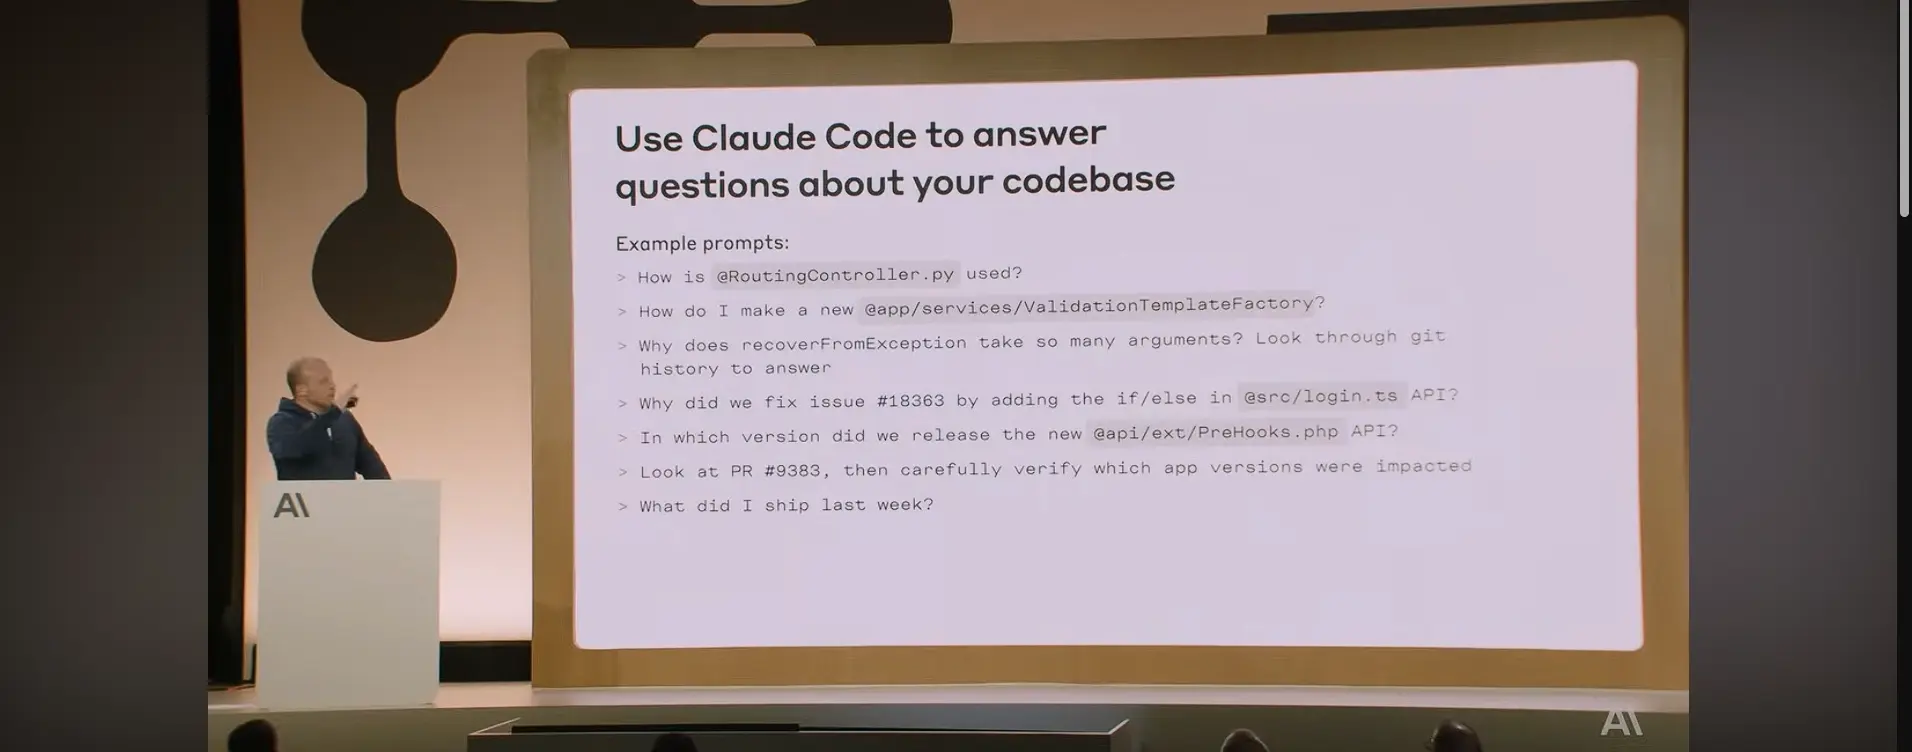 Use Claude Code to answer
questions about your codebase
Example prompts:
> How is @RoutingController.py used?
> How do I make a new @app/services/ValidationTemplateFactory?
> Why does recoverFromException take so many arguments? Look through git
history to answer
> Why did we fix issue #18363 by adding the if/else in @src/login.ts API?
> In which version did we release the new @api/ext/PreHooks.php API?
> Look at PR #9383, then carefully verify which app versions were impacted
> What did I ship last week?
A\
A\